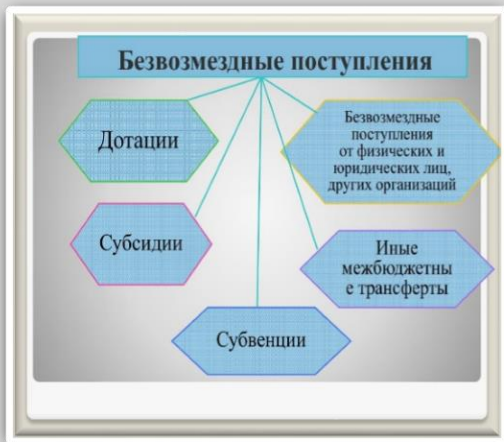 Безвозмездные поступления
Дотации
Безвозмездные
поступления
от физических и
юридических лиц,
других организаций
Субсидии
Иные
межбюджетны
е трансферты
Субвенции